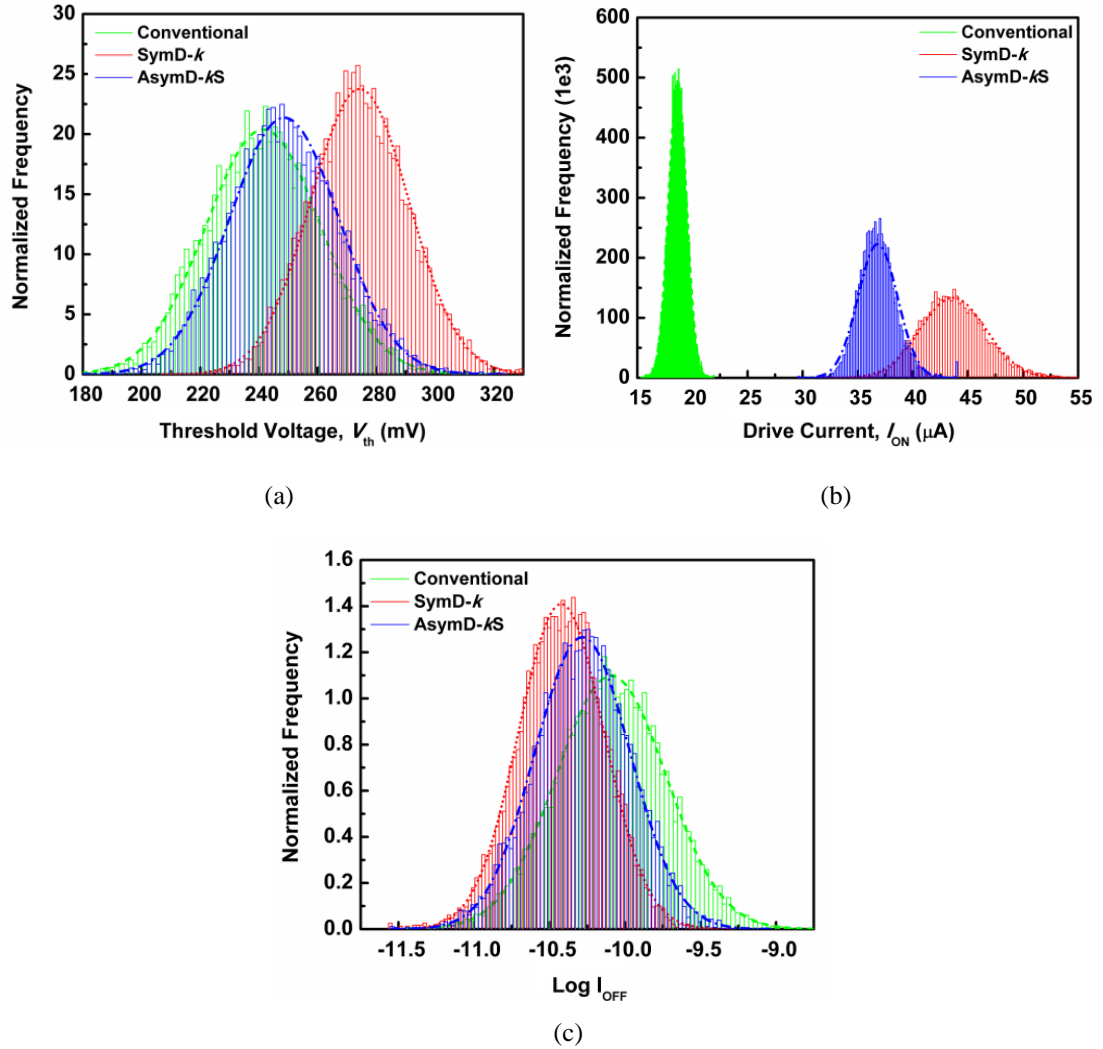 30
25
20
15
10
5
0
Normalized Frequency
Conventional
SymD-k
AsymD-kS
180 200 220 240 260 280 300 320
Threshold Voltage, Vth (mV)
(a)
600
500
400
300
200
100
0
Normalized Frequency (1e3)
Conventional
SymD-k
AsymD-kS
15 20 25 30 35 40 45 50 55
Drive Current, ION (μA)
(b)
1.6
1.4
1.2
1.0
0.8
0.6
0.4
0.2
0.0
Normalized Frequency
Conventional
SymD-k
AsymD-kS
-11.5 -11.0 -10.5 -10.0 -9.5 -9.0
Log IOFF
(c)